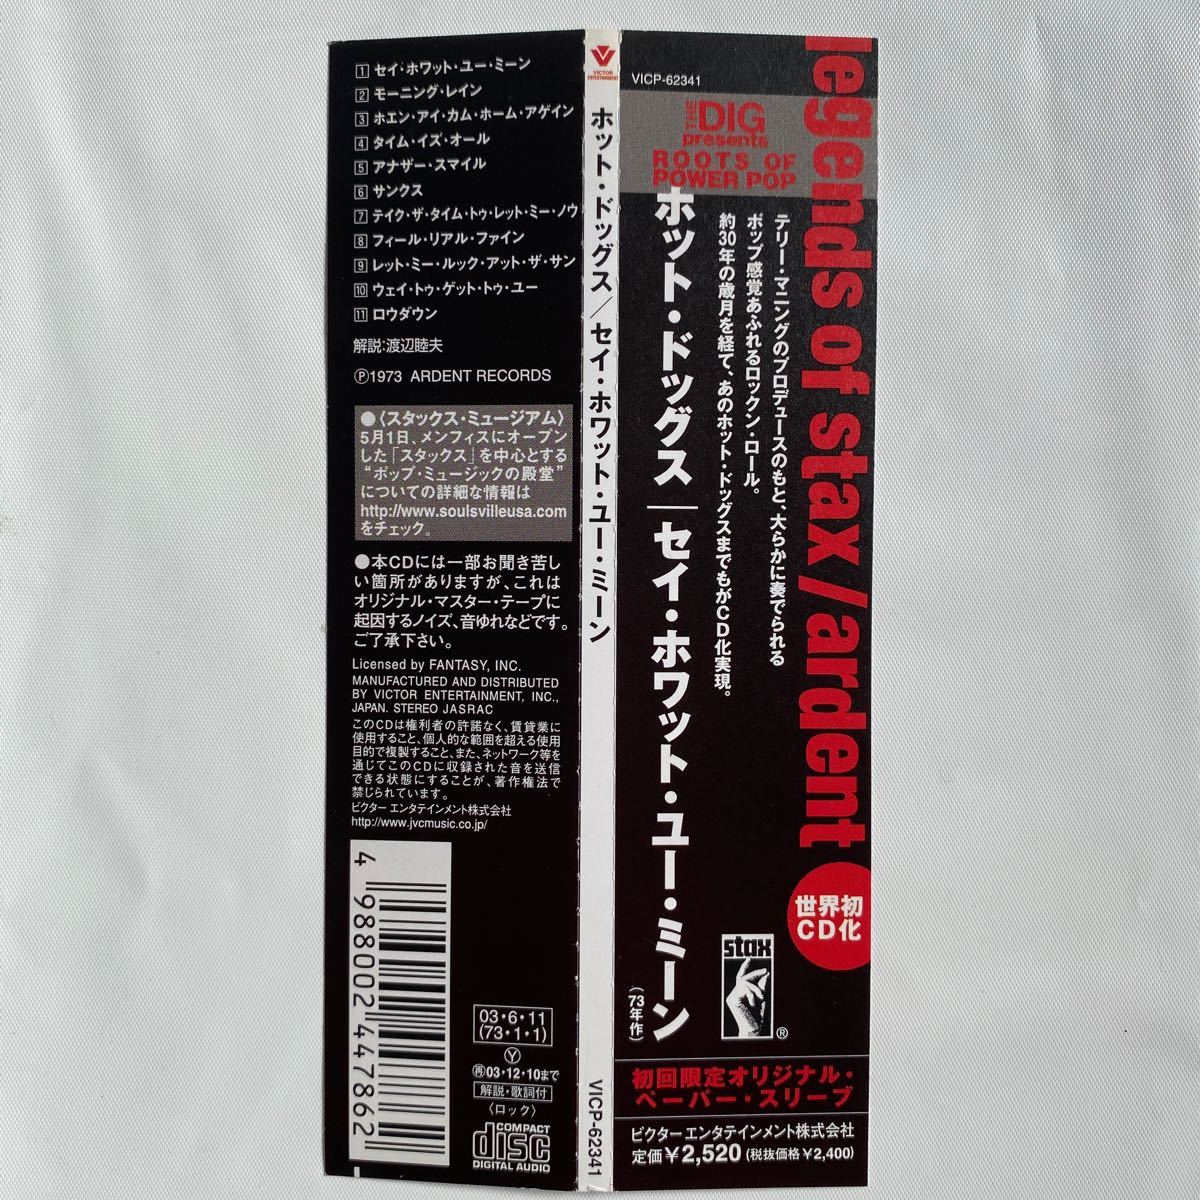 1 セイ・ホワット・ユー・ミーン
2 モーニング・レイン
3 ホエン・アイ・カム・ホーム・アゲイン
4 タイム・イズ・オール
5 アナザー・スマイル
6 サンクス
7 テイク・ザ・タイム・トゥ・レット・ミー・ノウ
8 フィール・リアル・ファイン
9 レット・ミー・ルック・アット・ザ・サン
10 ウェイ・トゥ・ゲット・トゥ・ユー
11 ロウダウン
解説:渡辺睦夫
Ⓟ1973 ARDENT RECORDS
●〈スタックス・ミュージアム〉
5月1日、メンフィスにオープン
した「スタックス」を中心とする
“ポップ・ミュージックの殿堂”
についての詳細な情報は
http://www.soulsvilleusa.com
をチェック。
●本CDには一部お聞き苦し
い箇所がありますが、これは
オリジナル・マスター・テープに
起因するノイズ、音ゆれなどです。
ご了承下さい。
Licensed by FANTASY, INC.
MANUFACTURED AND DISTRIBUTED
BY VICTOR ENTERTAINMENT, INC.,
JAPAN. STEREO JASRAC
このCDは権利者の許諾なく、賃貸業に
使用すること、個人的な範囲を超える使用
目的で複製すること、また、ネットワーク等を
通じてこのCDに収録された音を送信
できる状態にすることが、著作権法で
禁じられています。
ビクター エンタテインメント株式会社
http://www.jvcmusic.co.jp/
4 988002 447862
03・6・11
(73・1・1)
Ⓨ
再03・12・10まで
解説・歌詞付
〈ロック〉
COMPACT
disc
DIGITAL AUDIO
VICTOR
ENTERTAINMENT
ホット・ドッグス/セイ・ホワット・ユー・ミーン
VICP-62341
VICP-62341
THE DIG
presents
ROOTS OF
POWER POP
legends of stax/ardent
テリー・マニングのプロデュースのもと、大らかに奏でられる
ポップ感覚あふれるロックン・ロール。
約30年の歳月を経て、あのホット・ドッグスまでもがCD化実現。
ホット・ドッグス|セイ・ホワット・ユー・ミーン
(73年作)
世界初
CD化
stax
®
初回限定オリジナル・
ペーパー・スリーブ
ビクター エンタテインメント株式会社
定価¥2,520(税抜価格¥2,400)